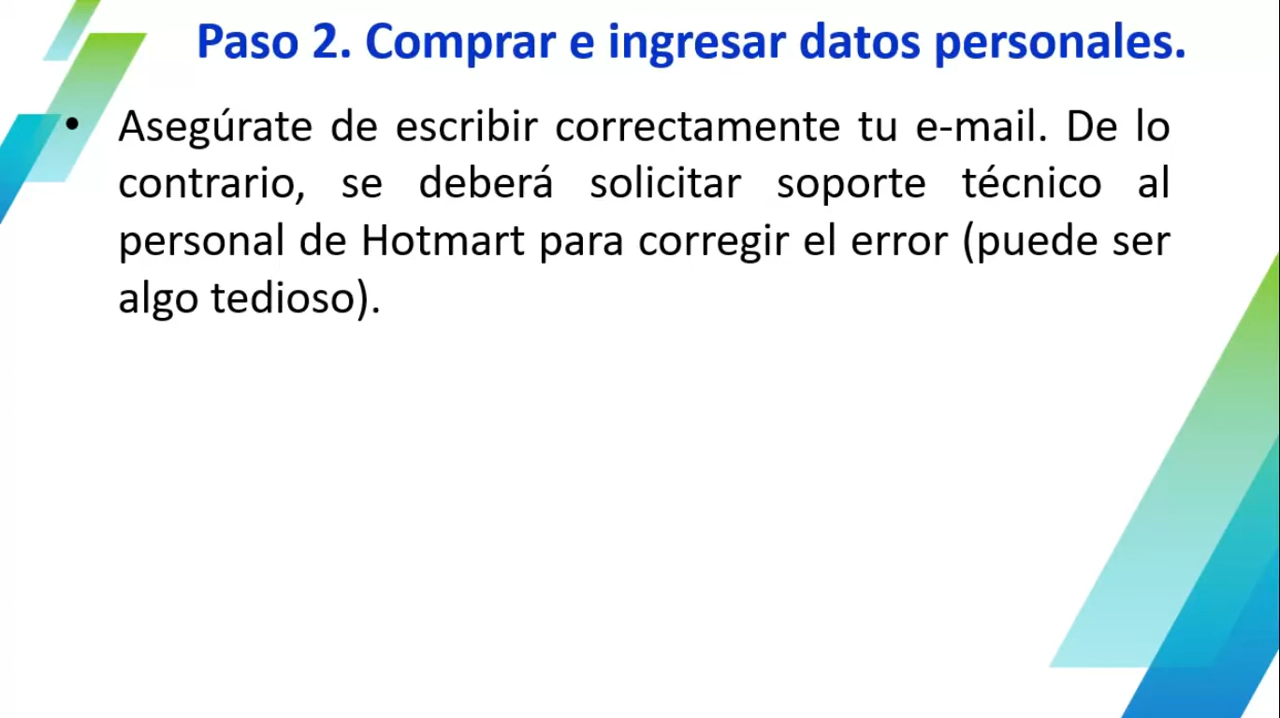 Paso 2. Comprar e ingresar datos personales.
• Asegúrate de escribir correctamente tu e-mail. De lo
contrario, se deberá solicitar soporte técnico al
personal de Hotmart para corregir el error (puede ser
algo tedioso).